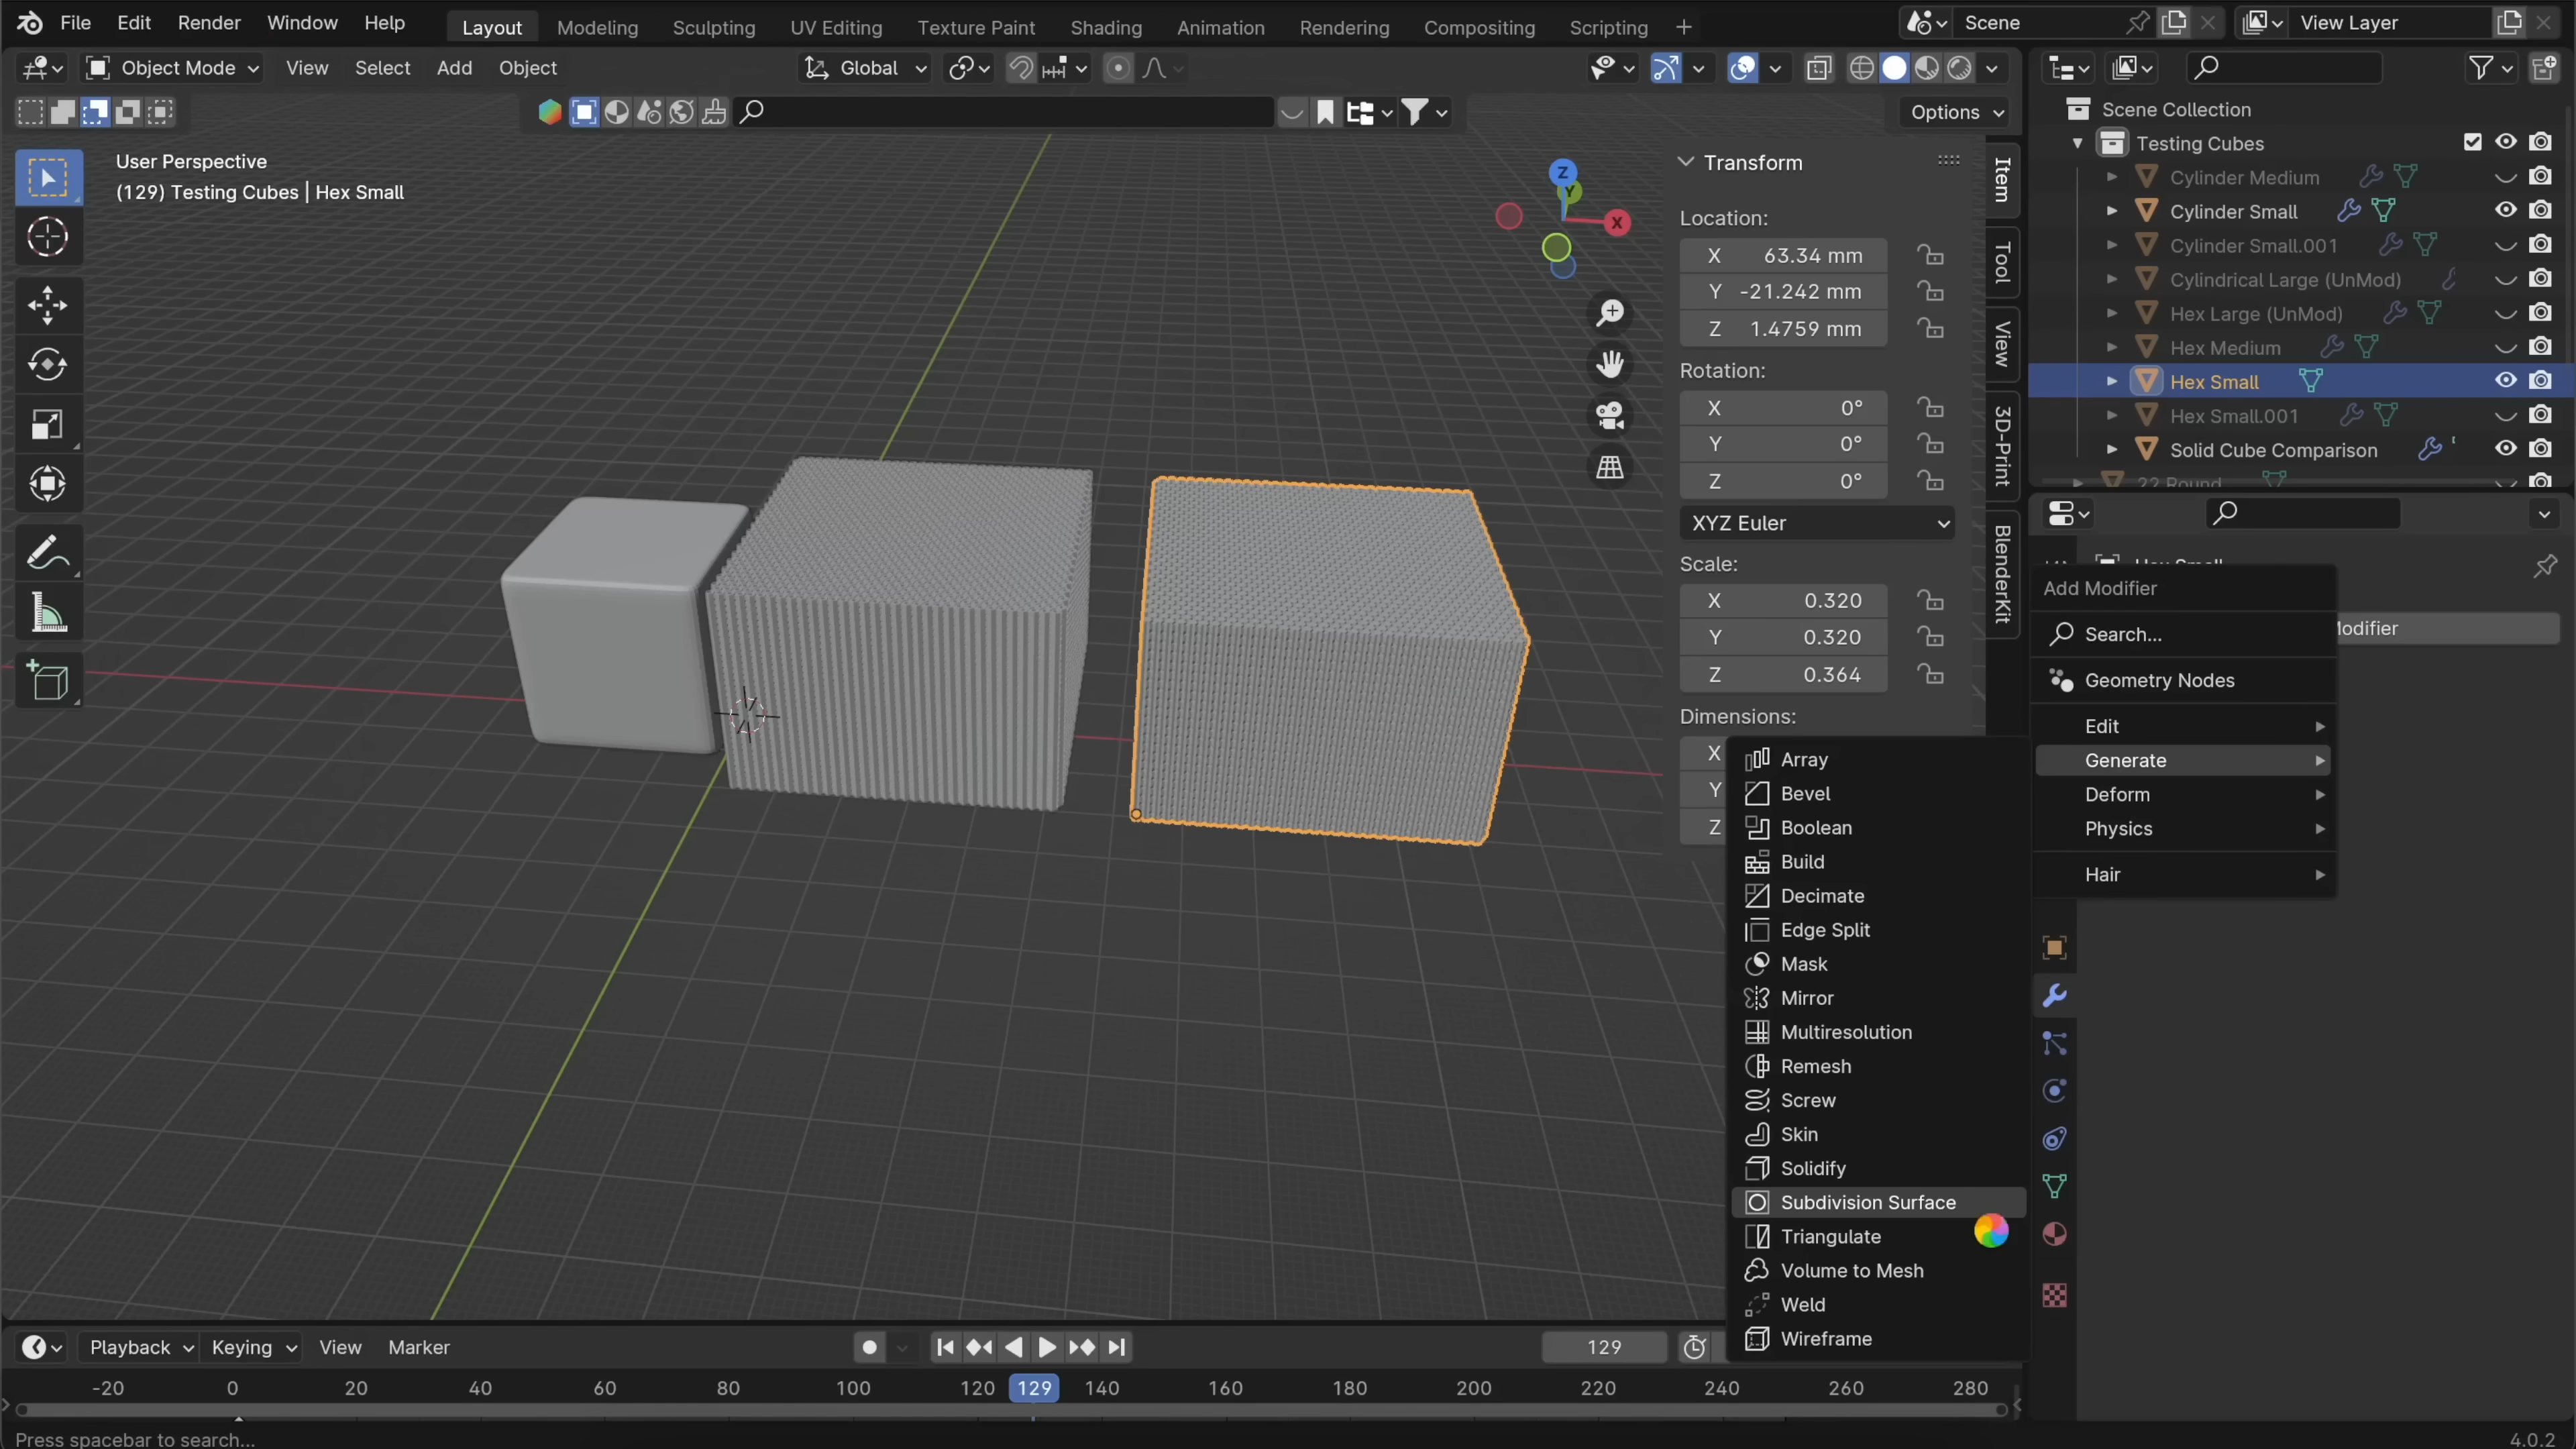 File Edit Render Window Help Layout Modeling Sculpting UV Editing Texture Paint Shading Animation Rendering Compositing Scripting + Scene View Layer
Object Mode View Select Add Object Global
Options
User Perspective
(129) Testing Cubes | Hex Small
Z
Y
X
Transform
Location:
X 63.34 mm
Y -21.242 mm
Z 1.4759 mm
Rotation:
X 0°
Y 0°
Z 0°
XYZ Euler
Scale:
X 0.320
Y 0.320
Z 0.364
Dimensions:
X
Y
Z
Item
Tool
View
3D-Print
BlenderKit
Scene Collection
Testing Cubes
Cylinder Medium
Cylinder Small
Cylinder Small.001
Cylindrical Large (UnMod)
Hex Large (UnMod)
Hex Medium
Hex Small
Hex Small.001
Solid Cube Comparison
22 Round
Hex Small
Add Modifier
Search...
Modifier
Geometry Nodes
Edit
Generate
Deform
Physics
Hair
Array
Bevel
Boolean
Build
Decimate
Edge Split
Mask
Mirror
Multiresolution
Remesh
Screw
Skin
Solidify
Subdivision Surface
Triangulate
Volume to Mesh
Weld
Wireframe
Playback Keying View Marker 129
-20 0 20 40 60 80 100 120 129 140 160 180 200 220 240 260 280
Press spacebar to search... 4.0.2